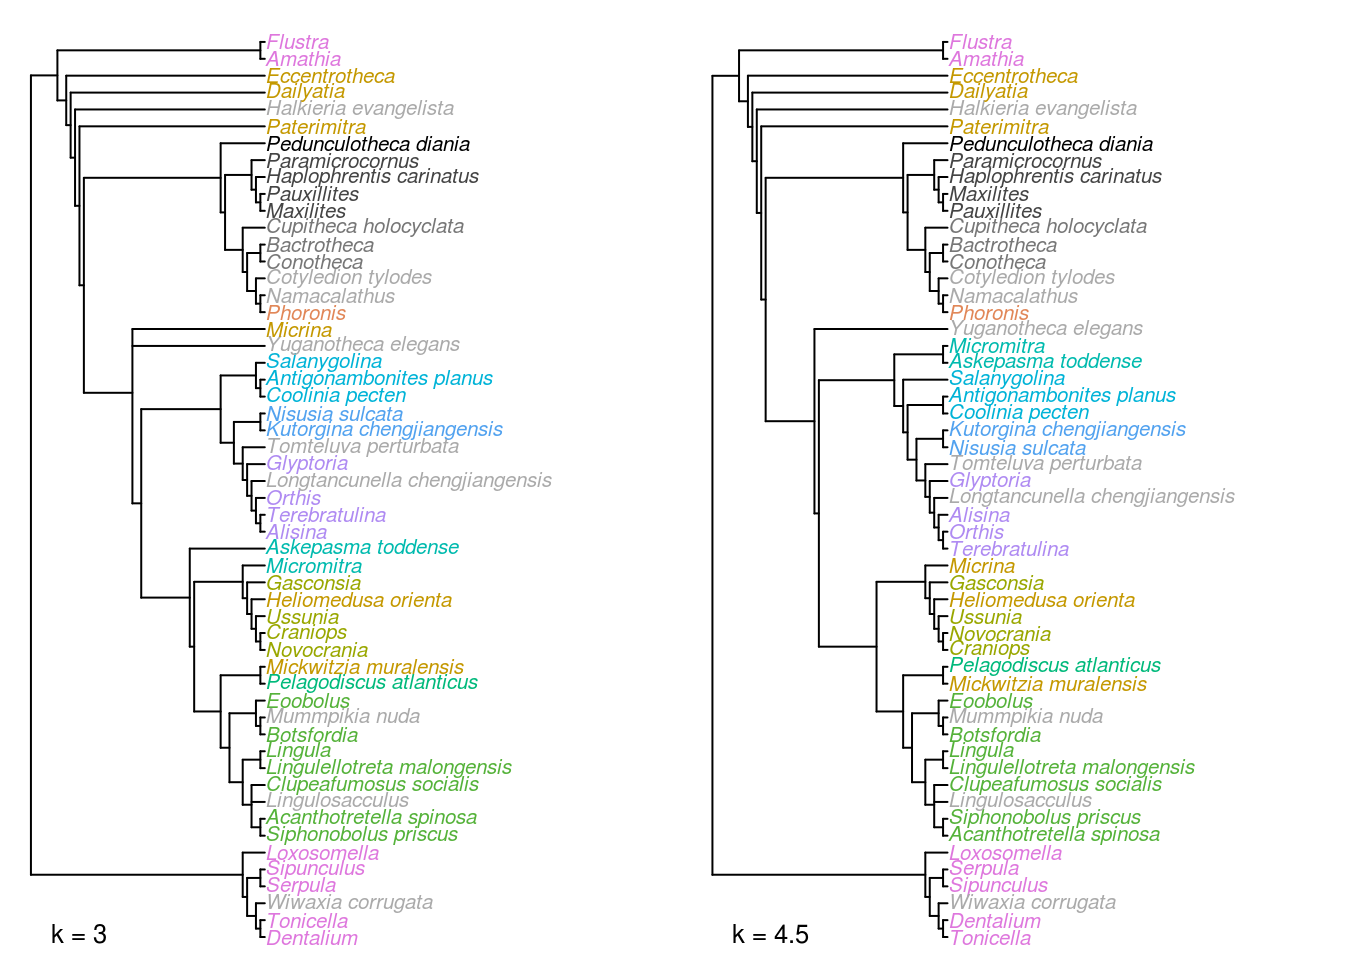 Flustra
Amathia
Eccentrotheca
Dailyatia
Halkieria evangelista
Paterimitra
Pedunculotheca diania
Paramicrocornus
Haplophrentis carinatus
Pauxillites
Maxilites
Cupitheca holocyclata
Bactrotheca
Conotheca
Cotyledion tylodes
Namacalathus
Phoronis
Micrina
Yuganotheca elegans
Salanygolina
Antigonambonites planus
Coolinia pecten
Nisusia sulcata
Kutorgina chengjiangensis
Tomteluva perturbata
Glyptoria
Longtancunella chengjiangensis
Orthis
Terebratulina
Alisina
Askepasma toddense
Micromitra
Gasconsia
Heliomedusa orienta
Ussunia
Craniops
Novocrania
Mickwitzia muralensis
Pelagodiscus atlanticus
Eoobolus
Mummpikia nuda
Botsfordia
Lingula
Lingulellotreta malongensis
Clupeafumosus socialis
Lingulosacculus
Acanthotretella spinosa
Siphonobolus priscus
Loxosomella
Sipunculus
Serpula
Wiwaxia corrugata
Tonicella
Dentalium
k = 3
Flustra
Amathia
Eccentrotheca
Dailyatia
Halkieria evangelista
Paterimitra
Pedunculotheca diania
Paramicrocornus
Haplophrentis carinatus
Maxilites
Pauxillites
Cupitheca holocyclata
Bactrotheca
Conotheca
Cotyledion tylodes
Namacalathus
Phoronis
Yuganotheca elegans
Micromitra
Askepasma toddense
Salanygolina
Antigonambonites planus
Coolinia pecten
Kutorgina chengjiangensis
Nisusia sulcata
Tomteluva perturbata
Glyptoria
Longtancunella chengjiangensis
Alisina
Orthis
Terebratulina
Micrina
Gasconsia
Heliomedusa orienta
Ussunia
Novocrania
Craniops
Pelagodiscus atlanticus
Mickwitzia muralensis
Eoobolus
Mummpikia nuda
Botsfordia
Lingula
Lingulellotreta malongensis
Clupeafumosus socialis
Lingulosacculus
Siphonobolus priscus
Acanthotretella spinosa
Loxosomella
Serpula
Sipunculus
Wiwaxia corrugata
Dentalium
Tonicella
k = 4.5